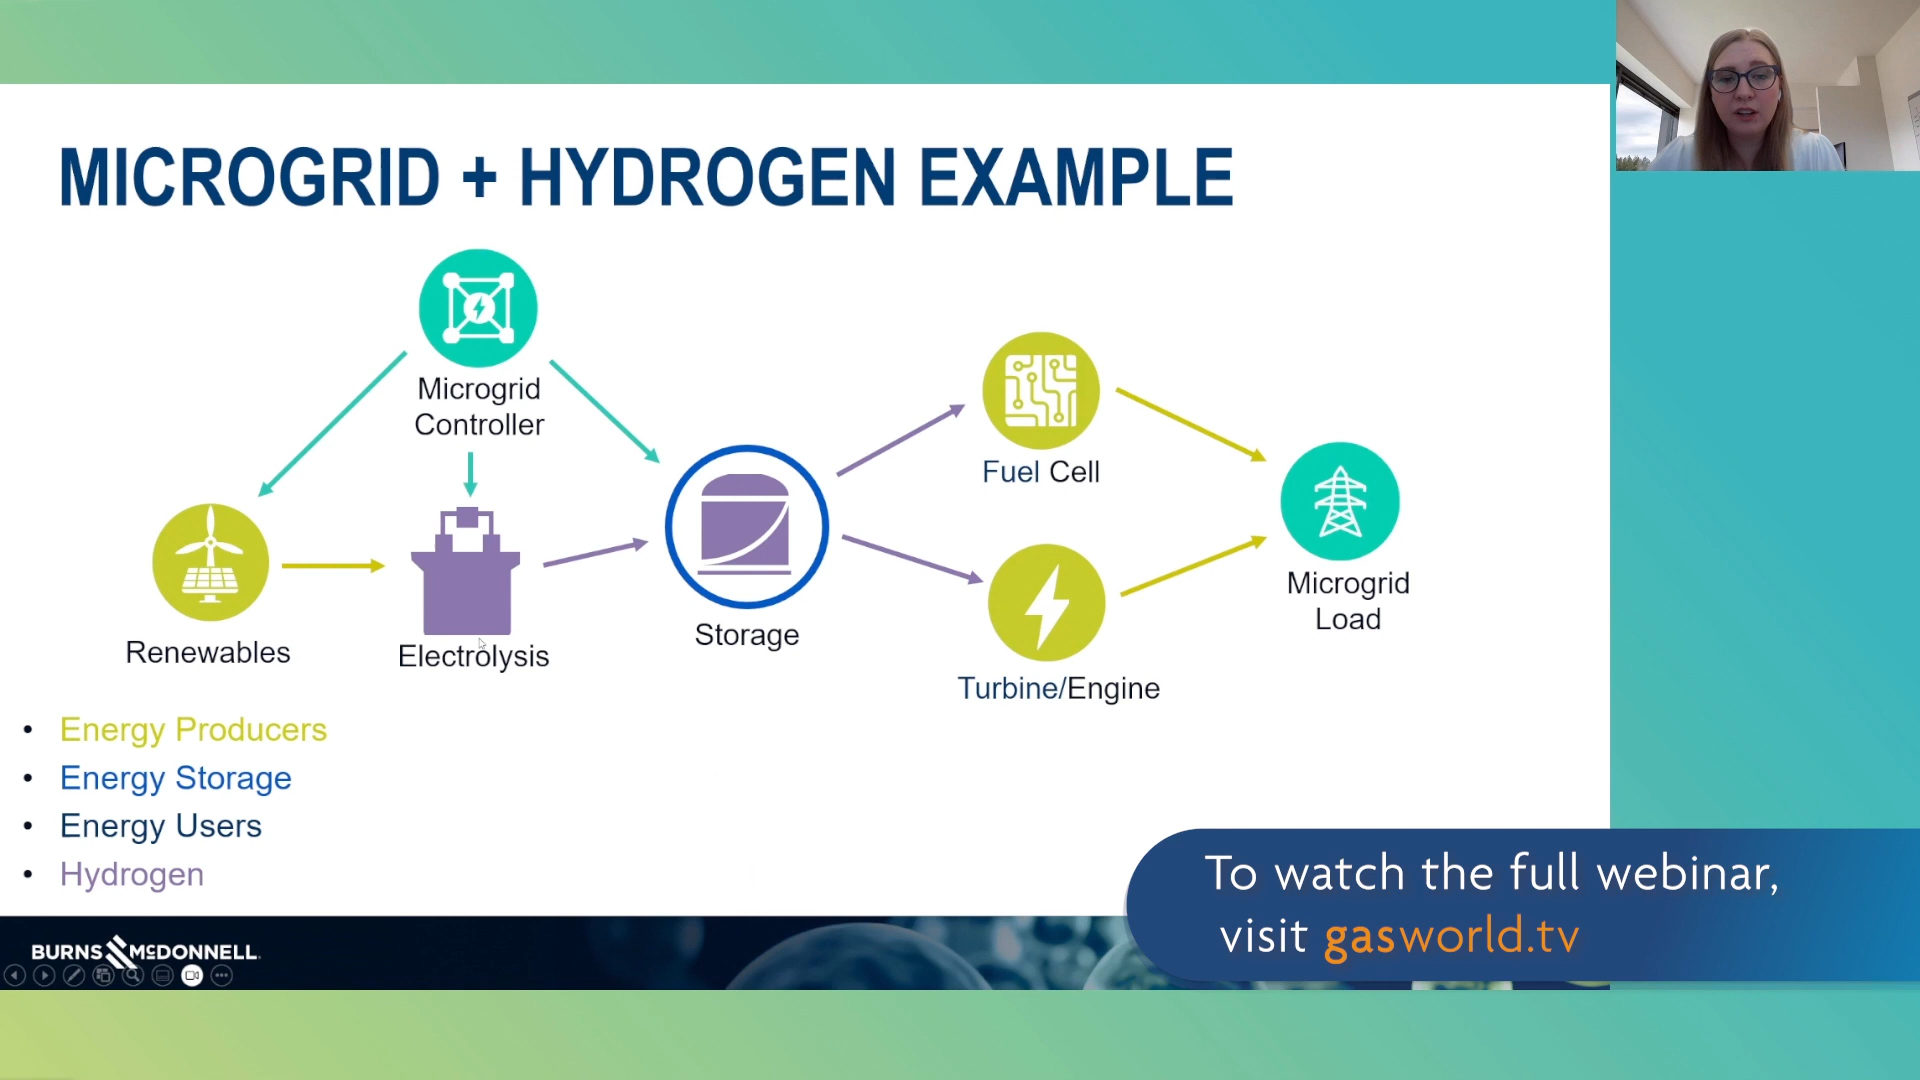 MICROGRID + HYDROGEN EXAMPLE
Microgrid
Controller
Fuel Cell
Microgrid
Load
Storage
Renewables
Electrolysis
Turbine/Engine
• Energy Producers
• Energy Storage
• Energy Users
• Hydrogen
To watch the full webinar,
visit gasworld.tv
BURNS McDONNELL